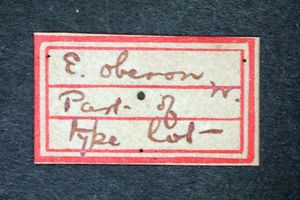 E. oberon W.
Part of
type lot